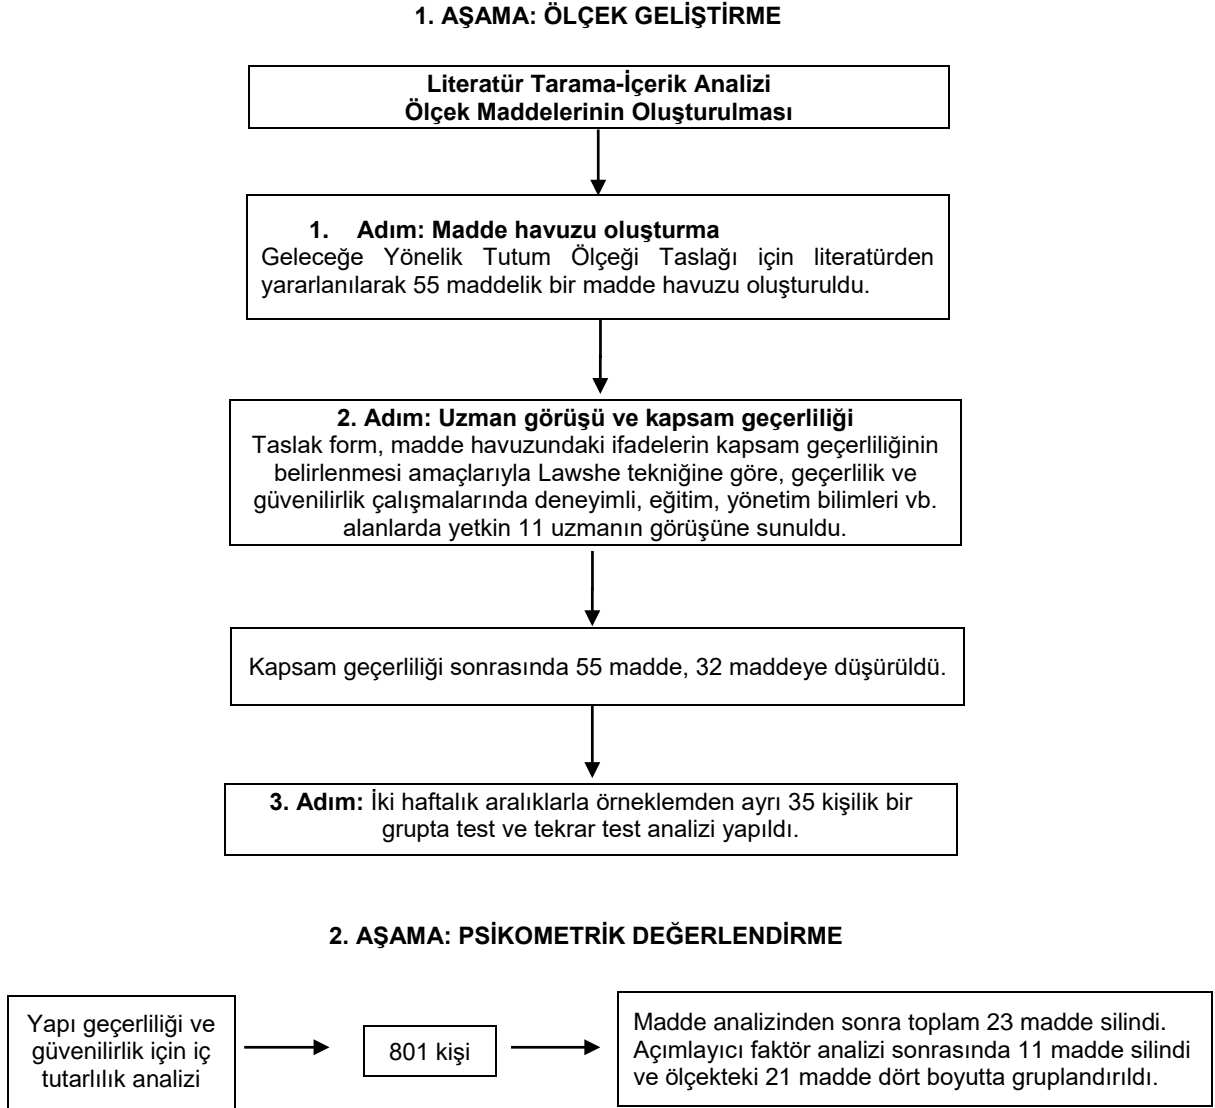 1. AŞAMA: ÖLÇEK GELİŞTİRME
Literatür Tarama-İçerik Analizi
Ölçek Maddelerinin Oluşturulması
1. Adım: Madde havuzu oluşturma
Geleceğe Yönelik Tutum Ölçeği Taslağı için literatürden
yararlanılarak 55 maddelik bir madde havuzu oluşturuldu.
2. Adım: Uzman görüşü ve kapsam geçerliliği
Taslak form, madde havuzundaki ifadelerin kapsam geçerliliğinin
belirlenmesi amaçlarıyla Lawshe tekniğine göre, geçerlilik ve
güvenilirlik çalışmalarında deneyimli, eğitim, yönetim bilimleri vb.
alanlarda yetkin 11 uzmanın görüşüne sunuldu.
Kapsam geçerliliği sonrasında 55 madde, 32 maddeye düşürüldü.
3. Adım: İki haftalık aralıklarla örneklemden ayrı 35 kişilik bir
grupta test ve tekrar test analizi yapıldı.
2. AŞAMA: PSİKOMETRİK DEĞERLENDİRME
Yapı geçerliliği ve
güvenilirlik için iç
tutarlılık analizi
801 kişi
Madde analizinden sonra toplam 23 madde silindi.
Açımlayıcı faktör analizi sonrasında 11 madde silindi
ve ölçekteki 21 madde dört boyutta gruplandırıldı.